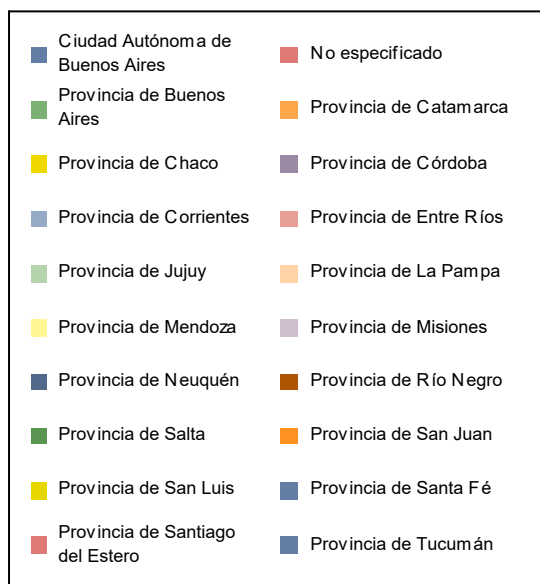 Ciudad Autónoma de
Buenos Aires
No especificado
Provincia de Buenos
Aires
Provincia de Catamarca
Provincia de Chaco
Provincia de Córdoba
Provincia de Corrientes
Provincia de Entre Ríos
Provincia de Jujuy
Provincia de La Pampa
Provincia de Mendoza
Provincia de Misiones
Provincia de Neuquén
Provincia de Río Negro
Provincia de Salta
Provincia de San Juan
Provincia de San Luis
Provincia de Santa Fé
Provincia de Santiago
del Estero
Provincia de Tucumán